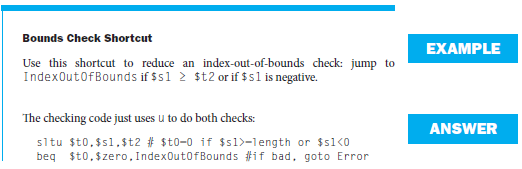 Bounds Check Shortcut
EXAMPLE
Use this shortcut to reduce an index-out-of-bounds check: jump to
IndexOutOfBounds if $s1 ≥ $t2 or if $s1 is negative.
ANSWER
The checking code just uses u to do both checks:
sltu $t0,$s1,$t2 # $t0=0 if $s1>=length or $s1<0
beq $t0,$zero,IndexOutOfBounds #if bad, goto Error